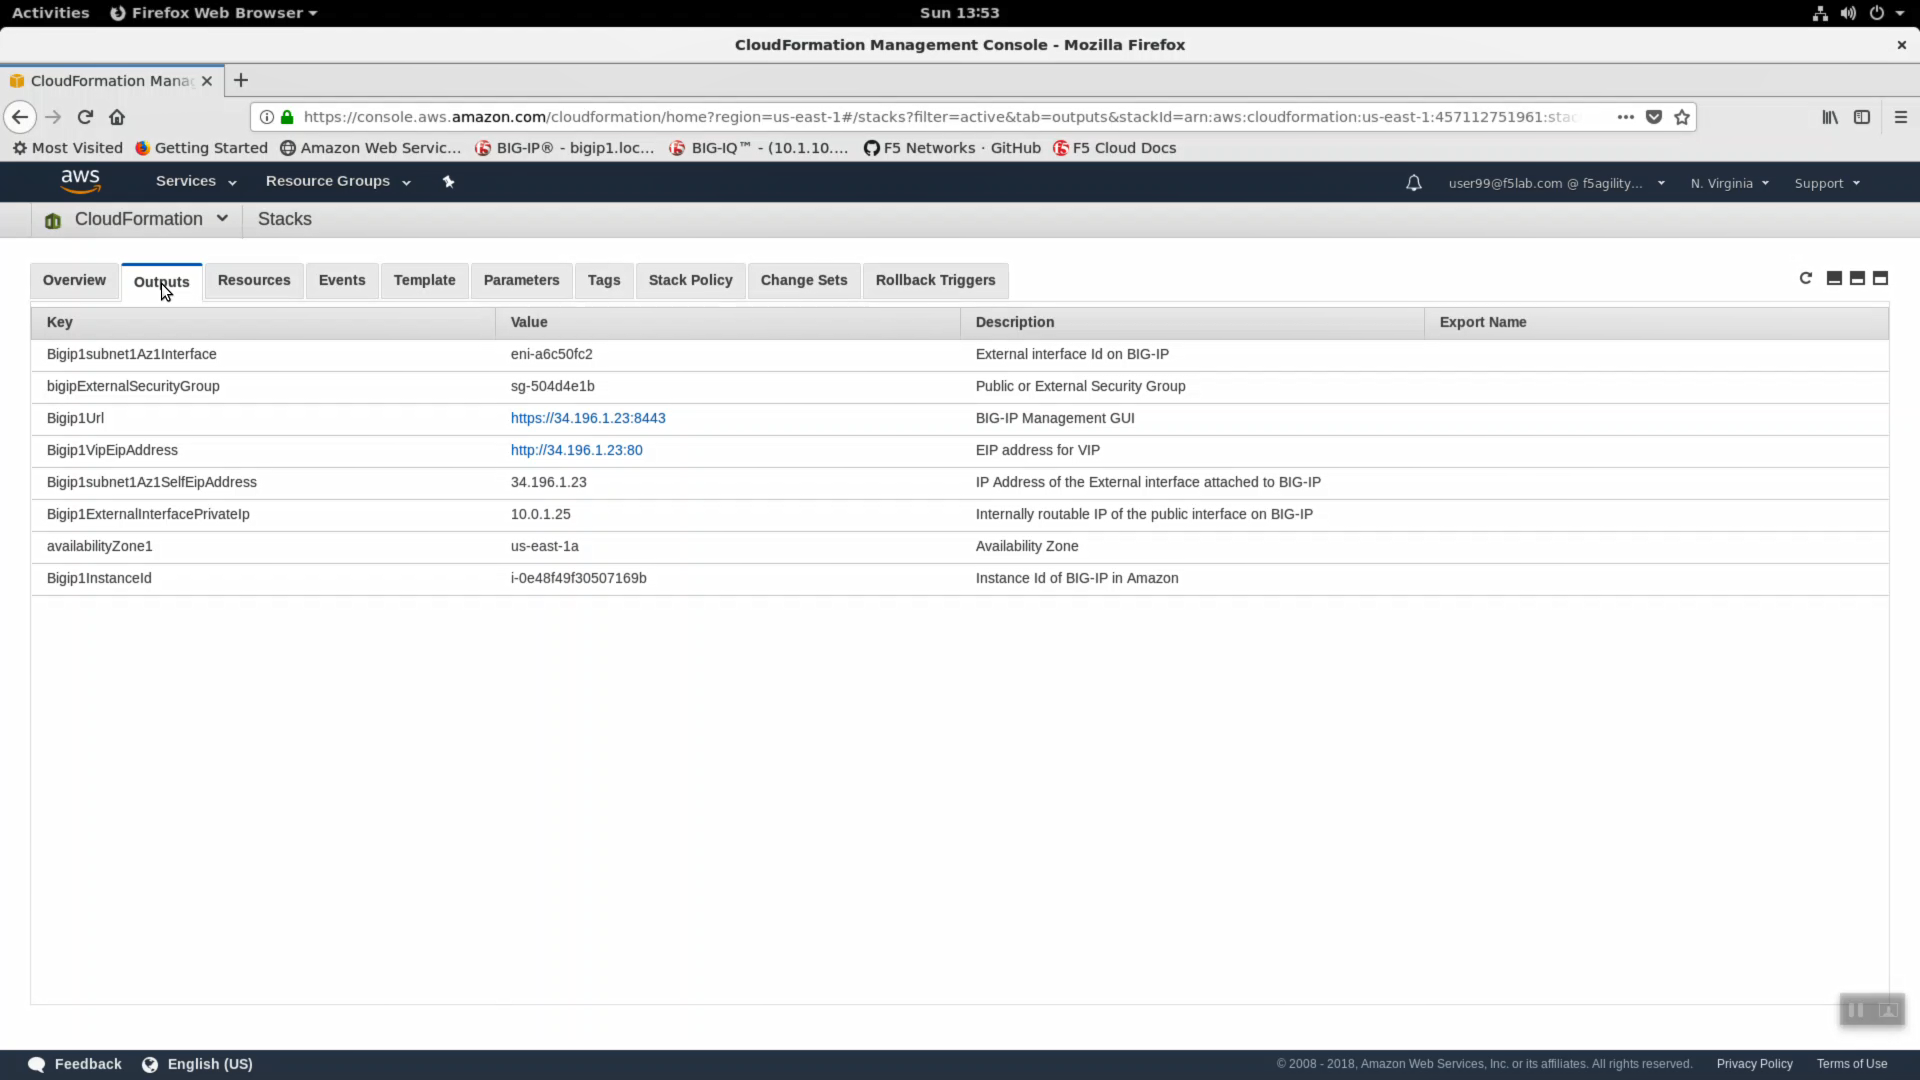 Activities Firefox Web Browser Sun 13:53
CloudFormation Management Console - Mozilla Firefox
CloudFormation Mana
https://console.aws.amazon.com/cloudformation/home?region=us-east-1#/stacks?filter=active&tab=outputs&stackId=arn:aws:cloudformation:us-east-1:457112751961:stac
Most Visited Getting Started Amazon Web Servic... BIG-IP® - bigip1.loc... BIG-IQ™ - (10.1.10.... F5 Networks · GitHub F5 Cloud Docs
aws Services Resource Groups user99@f5lab.com @ f5agility... N. Virginia Support
CloudFormation Stacks
Overview Outputs Resources Events Template Parameters Tags Stack Policy Change Sets Rollback Triggers
Key Value Description Export Name
Bigip1subnet1Az1Interface eni-a6c50fc2 External interface Id on BIG-IP
bigipExternalSecurityGroup sg-504d4e1b Public or External Security Group
Bigip1Url https://34.196.1.23:8443 BIG-IP Management GUI
Bigip1VipEipAddress http://34.196.1.23:80 EIP address for VIP
Bigip1subnet1Az1SelfEipAddress 34.196.1.23 IP Address of the External interface attached to BIG-IP
Bigip1ExternalInterfacePrivateIp 10.0.1.25 Internally routable IP of the public interface on BIG-IP
availabilityZone1 us-east-1a Availability Zone
Bigip1InstanceId i-0e48f49f30507169b Instance Id of BIG-IP in Amazon
Feedback English (US) © 2008 - 2018, Amazon Web Services, Inc. or its affiliates. All rights reserved. Privacy Policy Terms of Use